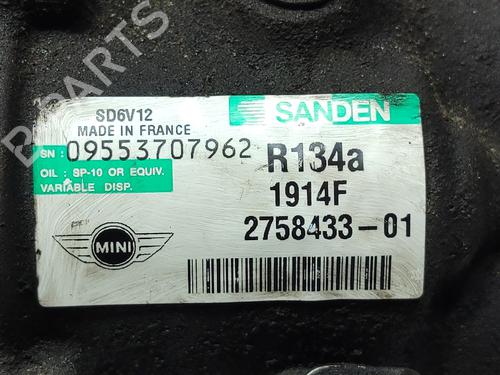 B PARTS
SANDEN
SD6V12
MADE IN FRANCE
SN : 09553707962
R134a
OIL : SP-10 OR EQUIV.
VARIABLE DISP.
1914F
2758433-01
MINI